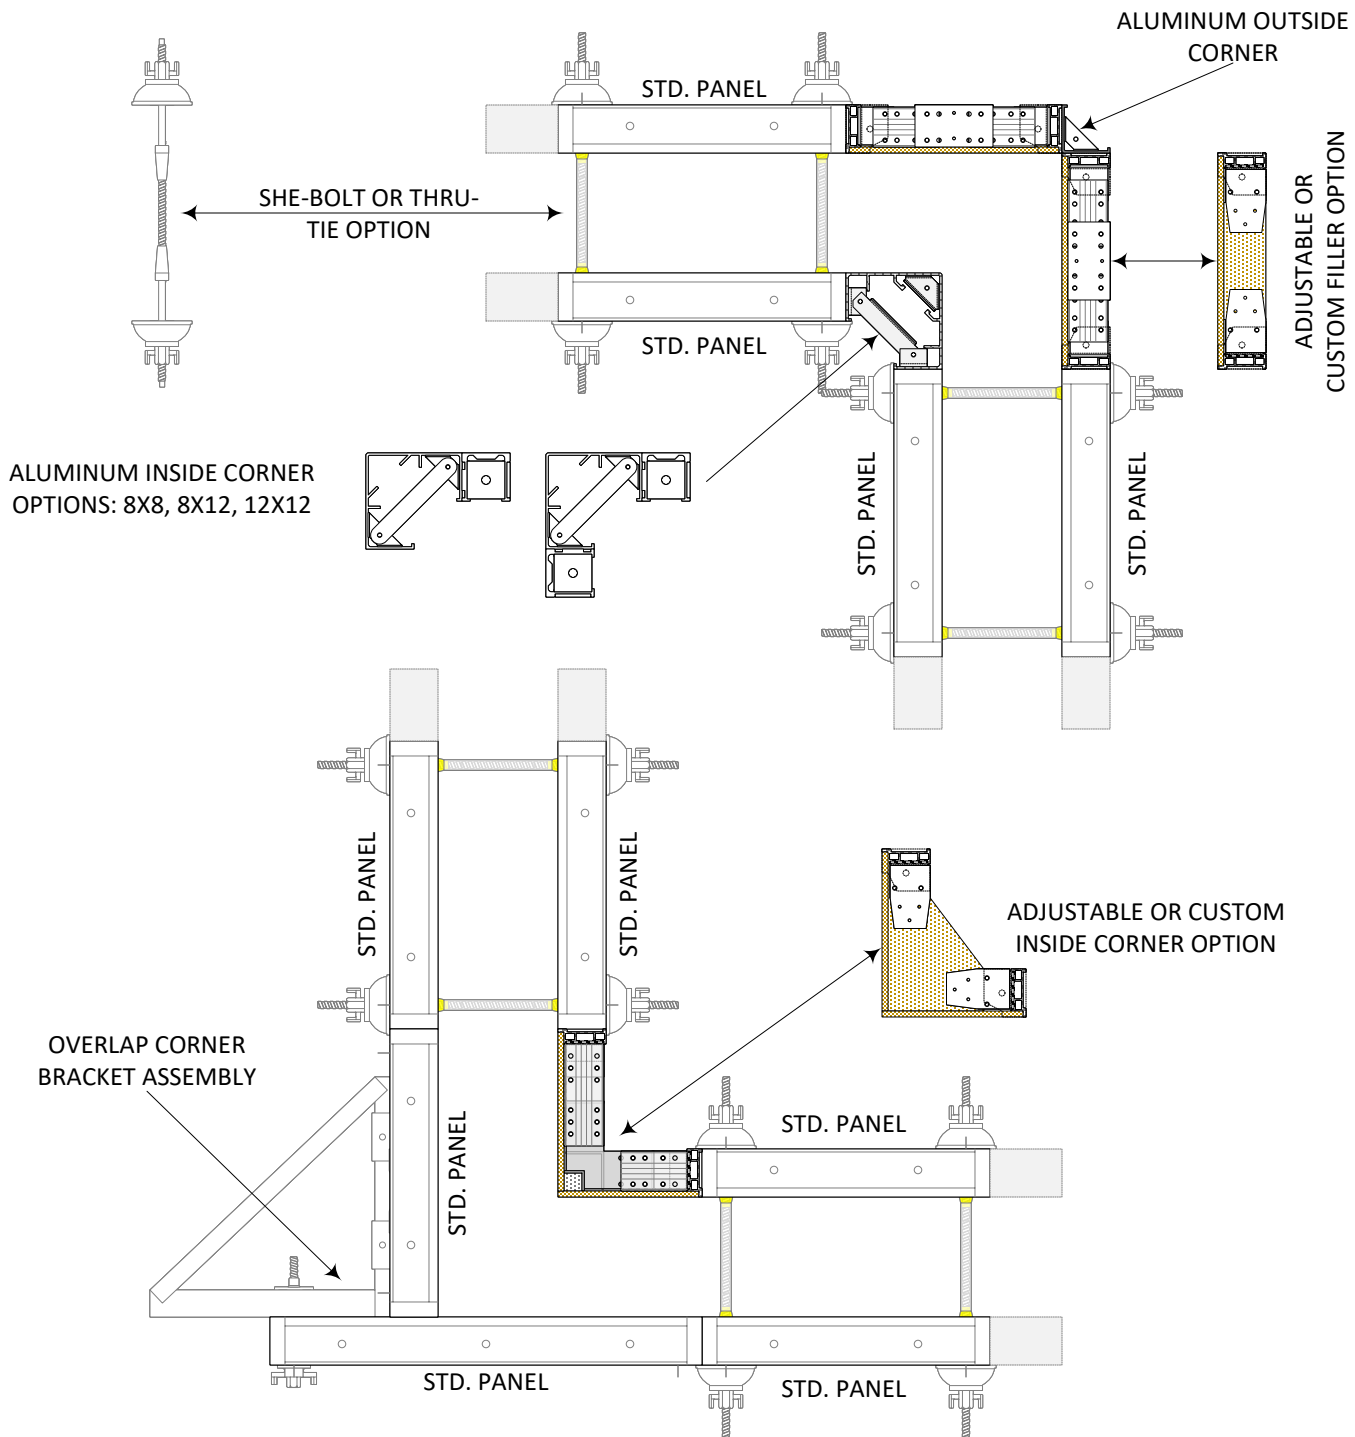 ALUMINUM OUTSIDE
CORNER
STD. PANEL
SHE-BOLT OR THRU-
TIE OPTION
ADJUSTABLE OR
CUSTOM FILLER OPTION
STD. PANEL
ALUMINUM INSIDE CORNER
OPTIONS: 8X8, 8X12, 12X12
STD. PANEL
STD. PANEL
STD. PANEL
STD. PANEL
ADJUSTABLE OR CUSTOM
INSIDE CORNER OPTION
OVERLAP CORNER
BRACKET ASSEMBLY
STD. PANEL
STD. PANEL
STD. PANEL
STD. PANEL